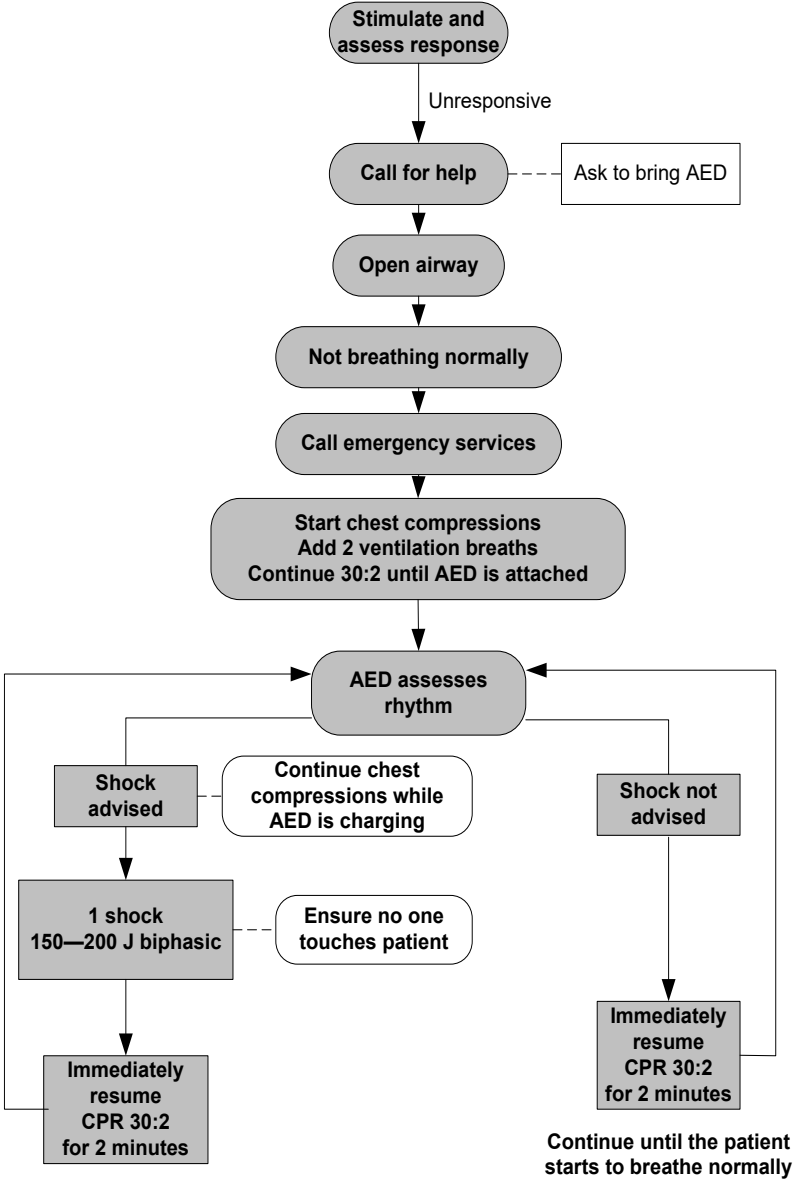 Stimulate and
assess response
Unresponsive
Call for help
Ask to bring AED
Open airway
Not breathing normally
Call emergency services
Start chest compressions
Add 2 ventilation breaths
Continue 30:2 until AED is attached
AED assesses
rhythm
Shock
advised
Continue chest
compressions while
AED is charging
Shock not
advised
1 shock
150—200 J biphasic
Ensure no one
touches patient
Immediately
resume
CPR 30:2
for 2 minutes
Immediately
resume
CPR 30:2
for 2 minutes
Continue until the patient
starts to breathe normally